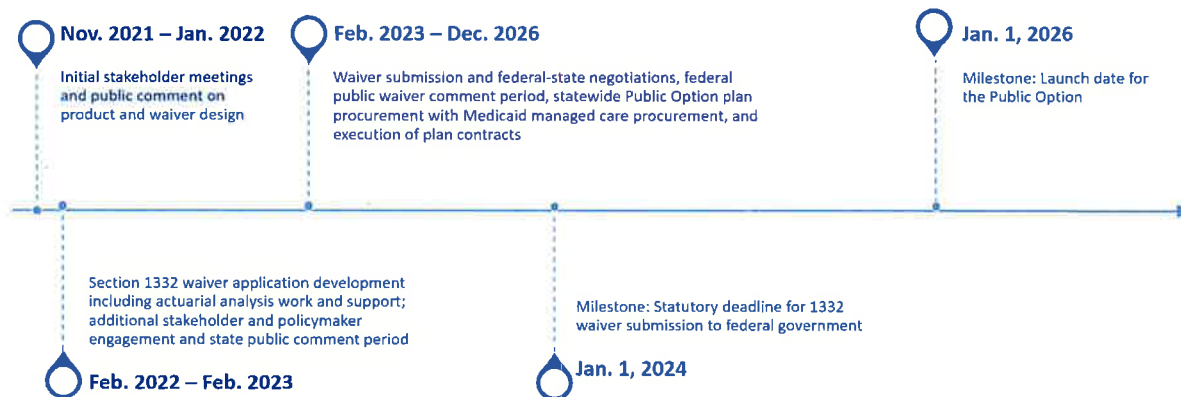 Nov. 2021 – Jan. 2022
Initial stakeholder meetings
and public comment on
product and waiver design
Feb. 2023 – Dec. 2026
Waiver submission and federal-state negotiations, federal
public waiver comment period, statewide Public Option plan
procurement with Medicaid managed care procurement, and
execution of plan contracts
Jan. 1, 2026
Milestone: Launch date for
the Public Option
Section 1332 waiver application development
including actuarial analysis work and support;
additional stakeholder and policymaker
engagement and state public comment period
Feb. 2022 – Feb. 2023
Milestone: Statutory deadline for 1332
waiver submission to federal government
Jan. 1, 2024